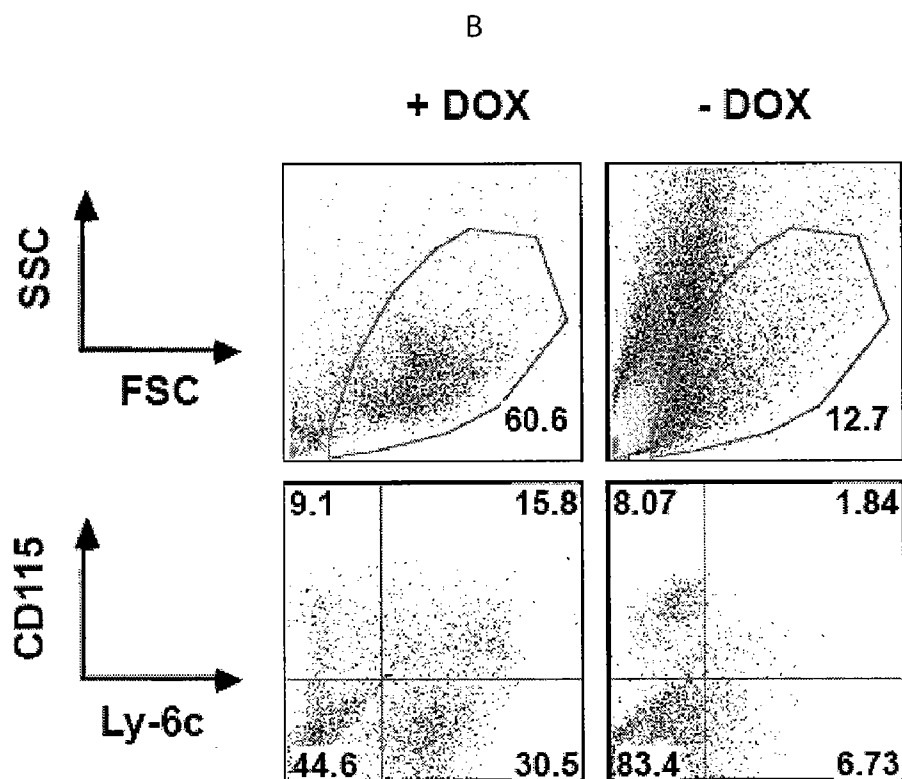 B
+ DOX
- DOX
SSC
FSC
60.6
12.7
CD115
Ly-6c
9.1
15.8
44.6
30.5
8.07
1.84
83.4
6.73